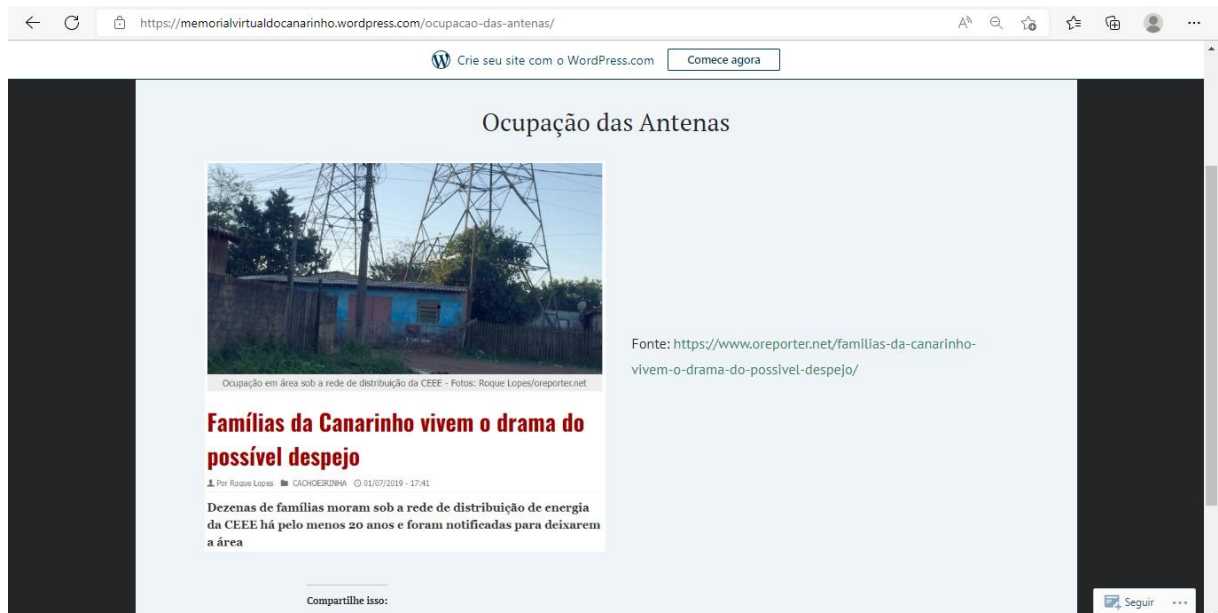 https://memorialvirtualdocanarinho.wordpress.com/ocupacao-das-antenas/
Crie seu site com o WordPress.com
Comece agora
Ocupação das Antenas
Ocupação em área sob a rede de distribuição da CEEE - Fotos: Roque Lopes/oreporter.net
Famílias da Canarinho vivem o drama do
possível despejo
Por Roque Lopes CACHOEIRINHA 01/07/2019 - 17:41
Dezenas de famílias moram sob a rede de distribuição de energia
da CEEE há pelo menos 20 anos e foram notificadas para deixarem
a área
Fonte: https://www.oreporter.net/familias-da-canarinho-
vivem-o-drama-do-possivel-despejo/
Compartilhe isso:
Seguir